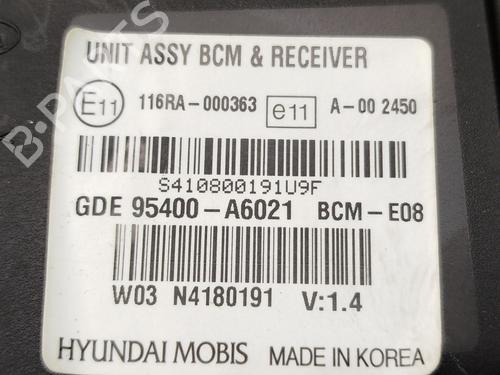 UNIT ASSY BCM & RECEIVER
E11 116RA-000363 e11 A-00 2450
S410800191U9F
GDE 95400-A6021 BCM-E08
W03 N4180191 V:1.4
HYUNDAI MOBIS MADE IN KOREA
B-PARTS